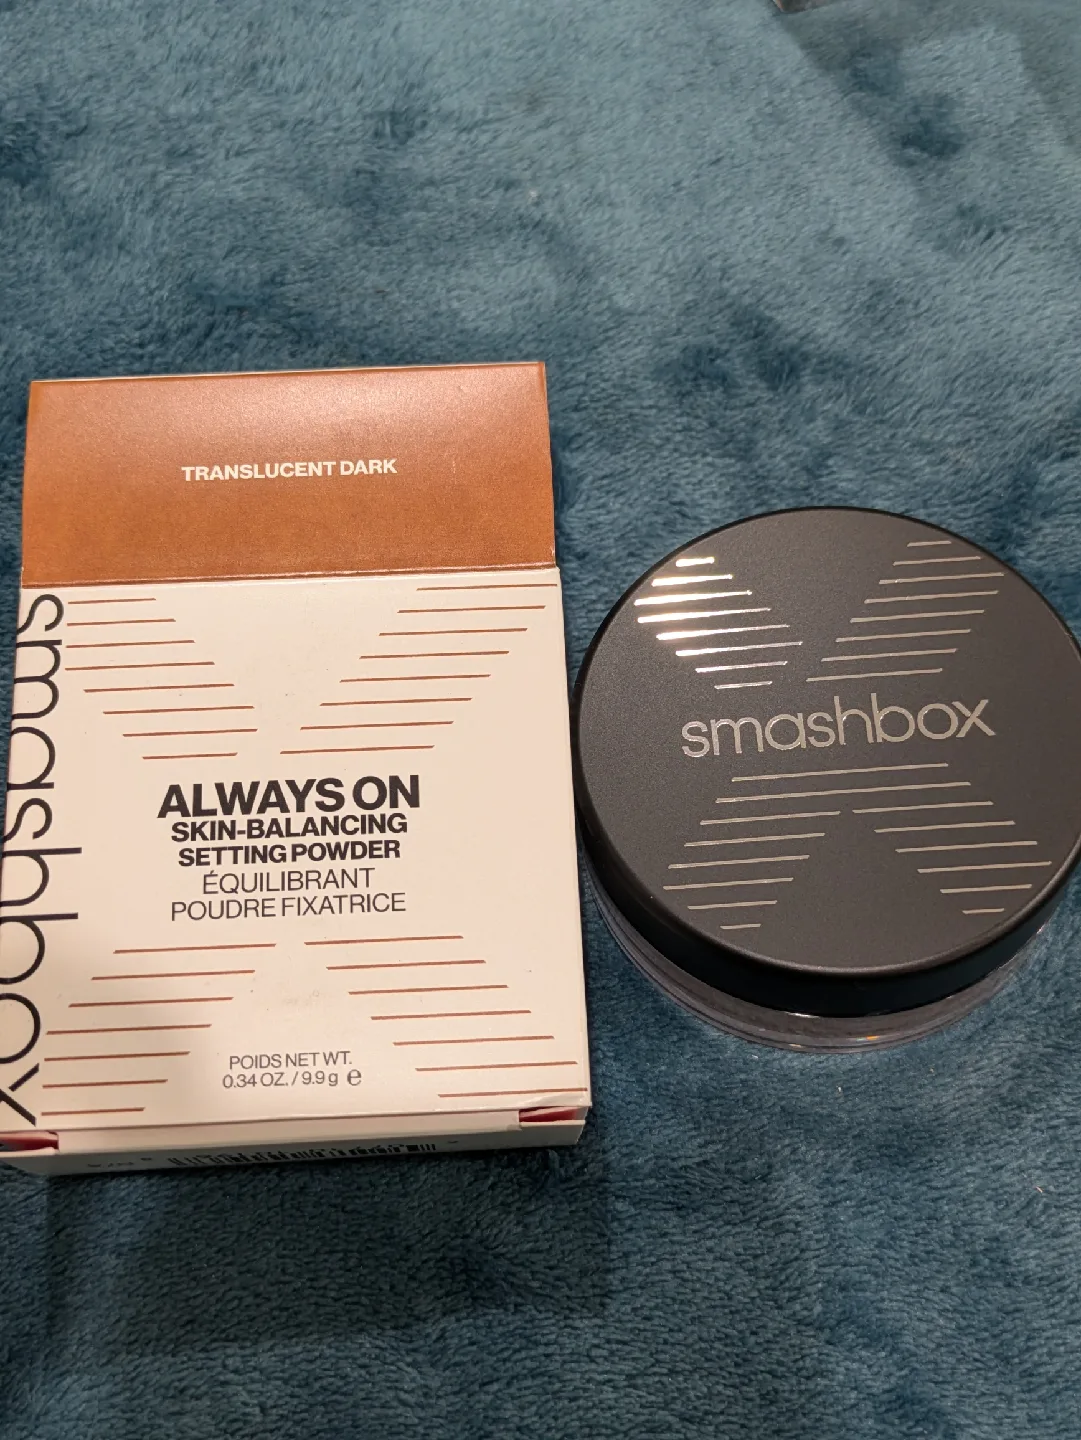 TRANSLUCENT DARK
smashbox
ALWAYS ON
SKIN-BALANCING
SETTING POWDER
ÉQUILIBRANT
POUDRE FIXATRICE
POIDS NET WT.
0.34 OZ. / 9.9 g ℮
smashbox